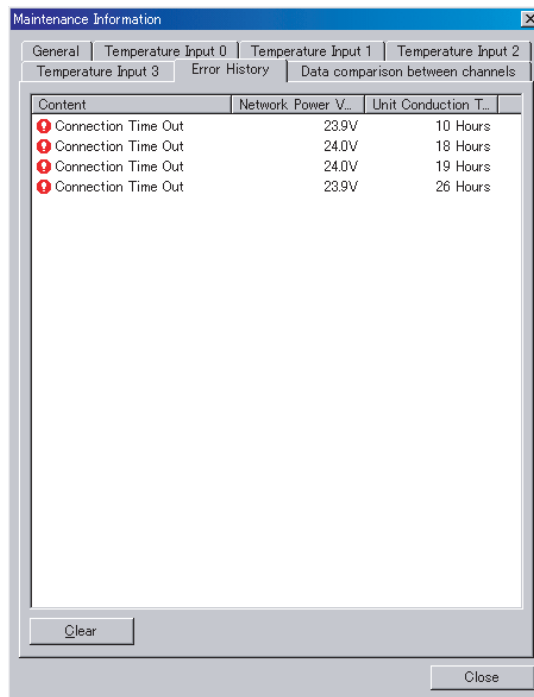 Maintenance Information
General Temperature Input 0 Temperature Input 1 Temperature Input 2
Temperature Input 3 Error History Data comparison between channels
Content Network Power V... Unit Conduction T...
Connection Time Out 23.9V 10 Hours
Connection Time Out 24.0V 18 Hours
Connection Time Out 24.0V 19 Hours
Connection Time Out 23.9V 26 Hours
Clear
Close